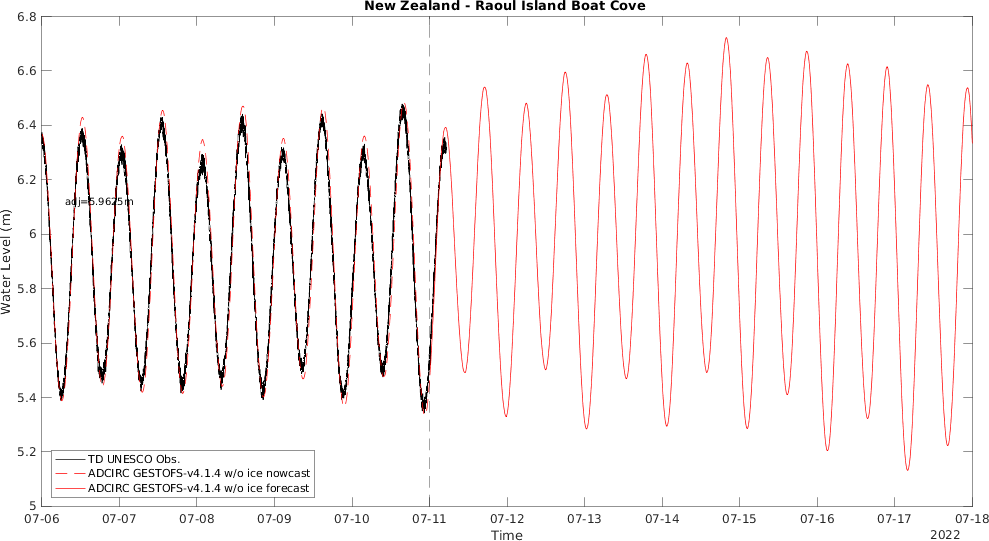 New Zealand - Raoul Island Boat Cove
6.8
6.6
6.4
6.2
6
5.8
5.6
5.4
5.2
5
Water Level (m)
adj=5.9625m
TD UNESCO Obs.
ADCIRC GESTOFS-v4.1.4 w/o ice nowcast
ADCIRC GESTOFS-v4.1.4 w/o ice forecast
07-06 07-07 07-08 07-09 07-10 07-11 07-12 07-13 07-14 07-15 07-16 07-17 07-18
Time
2022